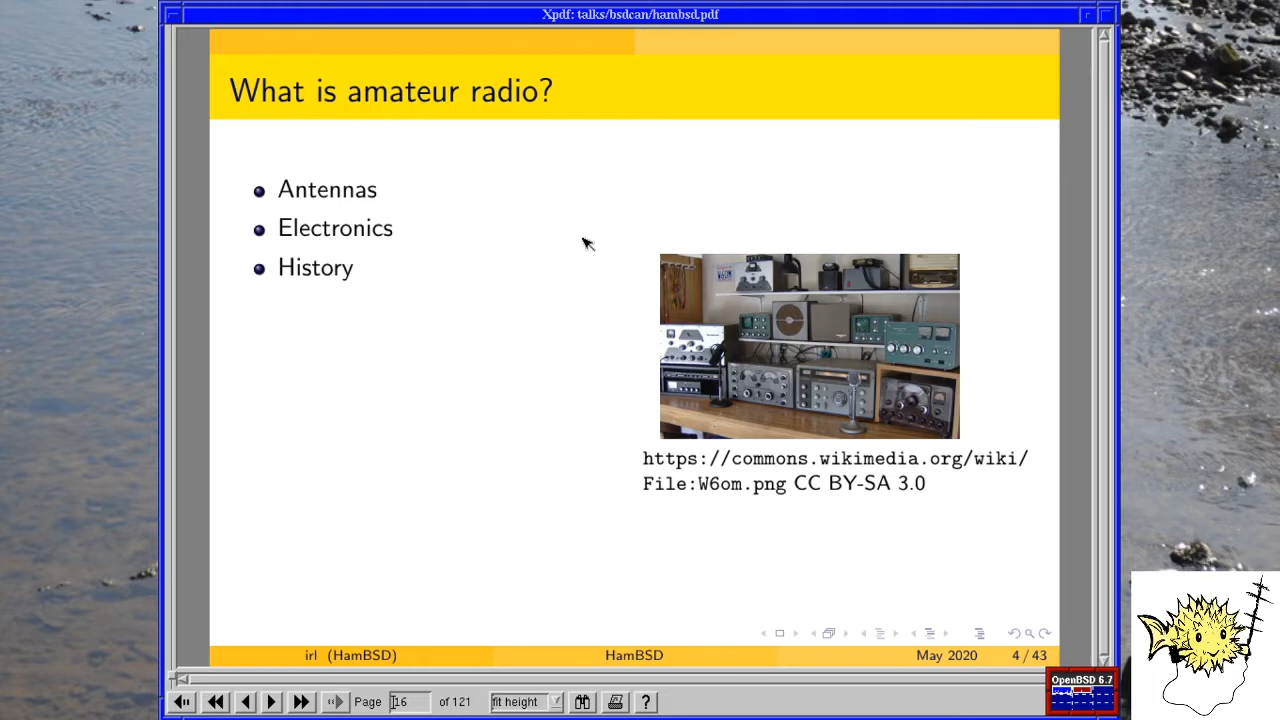 Xpdf: talks/bsdcan/hambsd.pdf
What is amateur radio?
Antennas
Electronics
History
https://commons.wikimedia.org/wiki/
File:W6om.png CC BY-SA 3.0
irl (HamBSD)
HamBSD
May 2020
4 / 43
Page
16
of 121
fit height
?
OpenBSD 6.7